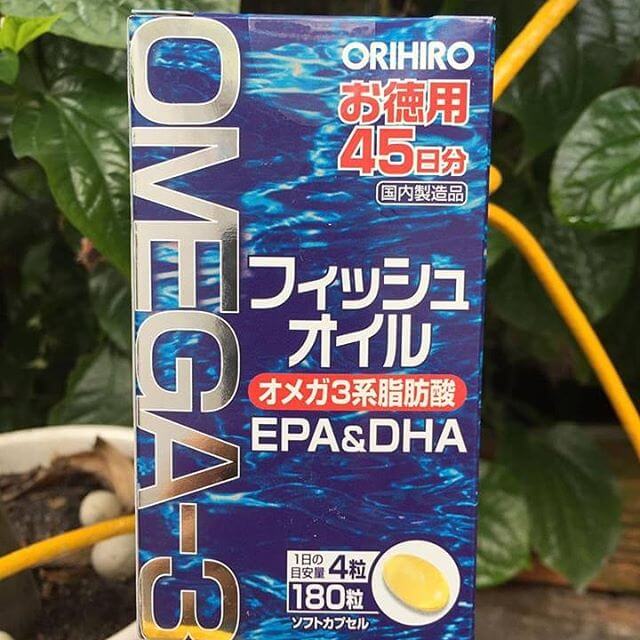 OMEGA-3
ORIHIRO
お徳用
45日分
国内製造品
フィッシュ
オイル
オメガ3系脂肪酸
EPA&DHA
1日の
目安量 4粒
180粒
ソフトカプセル